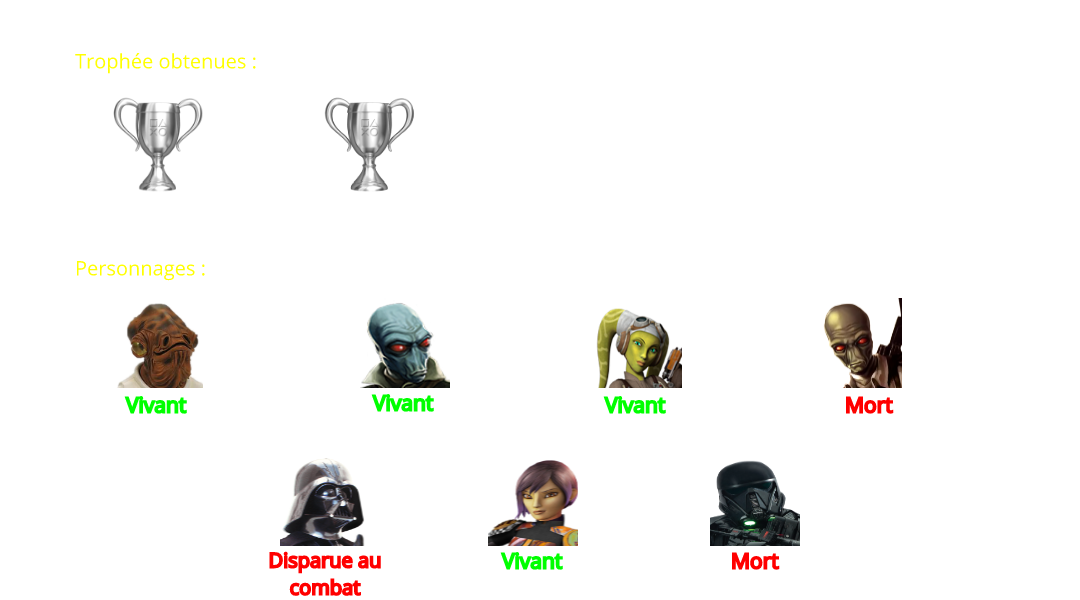 Trophée obtenues :
Personnages :
Vivant
Vivant
Vivant
Mort
Disparue au
combat
Vivant
Mort